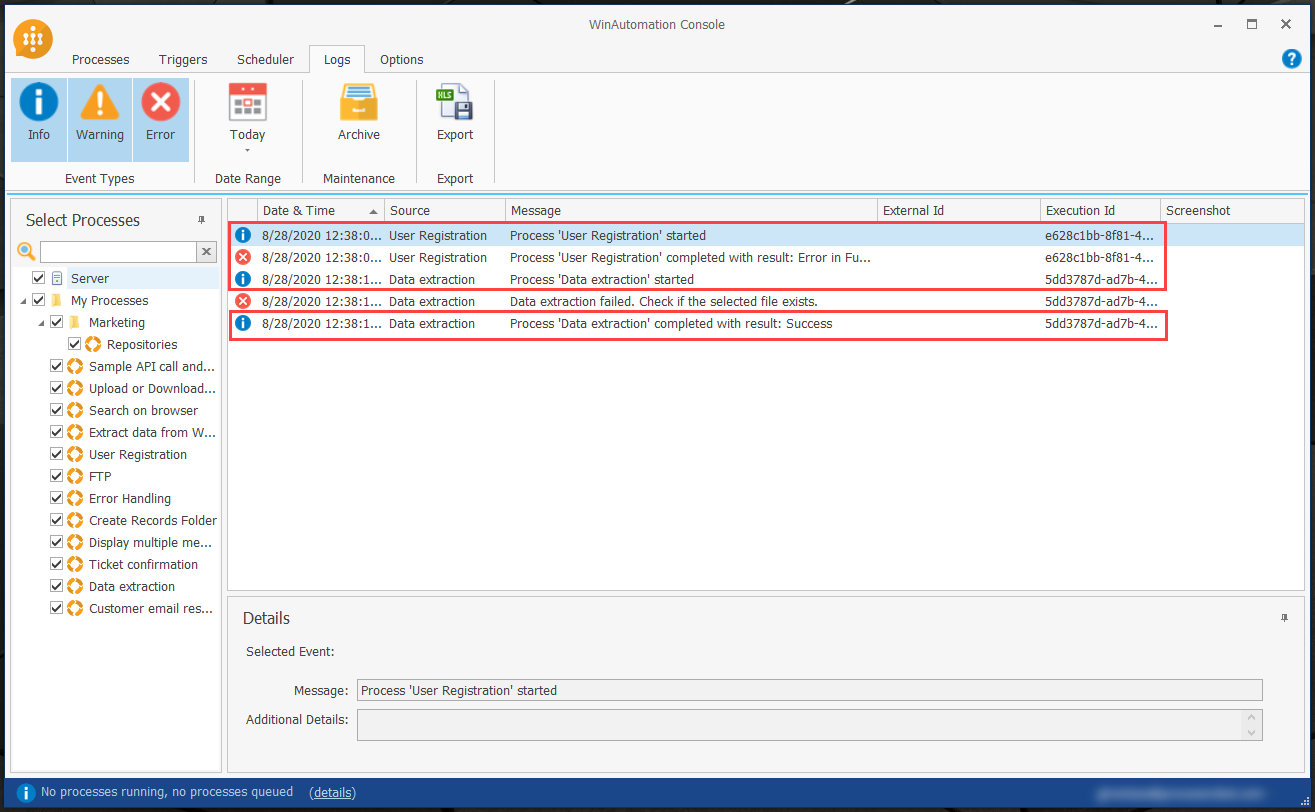 WinAutomation Console
Processes Triggers Scheduler Logs Options
Info Warning Error Today Archive XLS Export
Event Types Date Range Maintenance Export
Select Processes
Server
My Processes
Marketing
Repositories
Sample API call and...
Upload or Download...
Search on browser
Extract data from W...
User Registration
FTP
Error Handling
Create Records Folder
Display multiple me...
Ticket confirmation
Data extraction
Customer email res...
Date & Time Source Message External Id Execution Id Screenshot
8/28/2020 12:38:0... User Registration Process 'User Registration' started e628c1bb-8f81-4...
8/28/2020 12:38:0... User Registration Process 'User Registration' completed with result: Error in Fu... e628c1bb-8f81-4...
8/28/2020 12:38:1... Data extraction Process 'Data extraction' started 5dd3787d-ad7b-4...
8/28/2020 12:38:1... Data extraction Data extraction failed. Check if the selected file exists. 5dd3787d-ad7b-4...
8/28/2020 12:38:1... Data extraction Process 'Data extraction' completed with result: Success 5dd3787d-ad7b-4...
Details
Selected Event:
Message: Process 'User Registration' started
Additional Details:
No processes running, no processes queued (details)